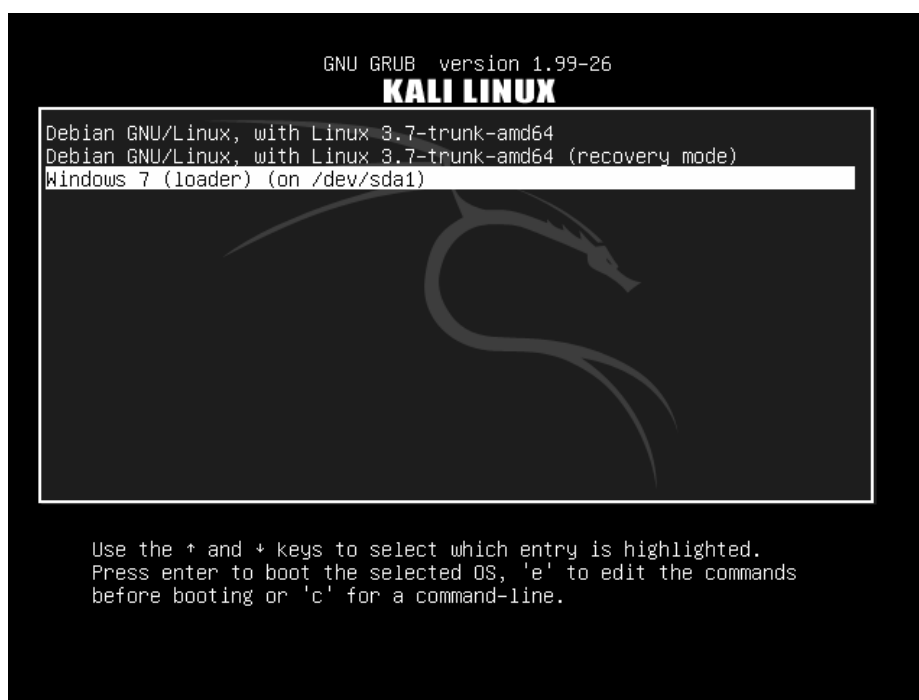 GNU GRUB  version 1.99-26
KALI LINUX
Debian GNU/Linux, with Linux 3.7-trunk-amd64
Debian GNU/Linux, with Linux 3.7-trunk-amd64 (recovery mode)
Windows 7 (loader) (on /dev/sda1)
Use the ↑ and ↓ keys to select which entry is highlighted.
Press enter to boot the selected OS, 'e' to edit the commands
before booting or 'c' for a command-line.